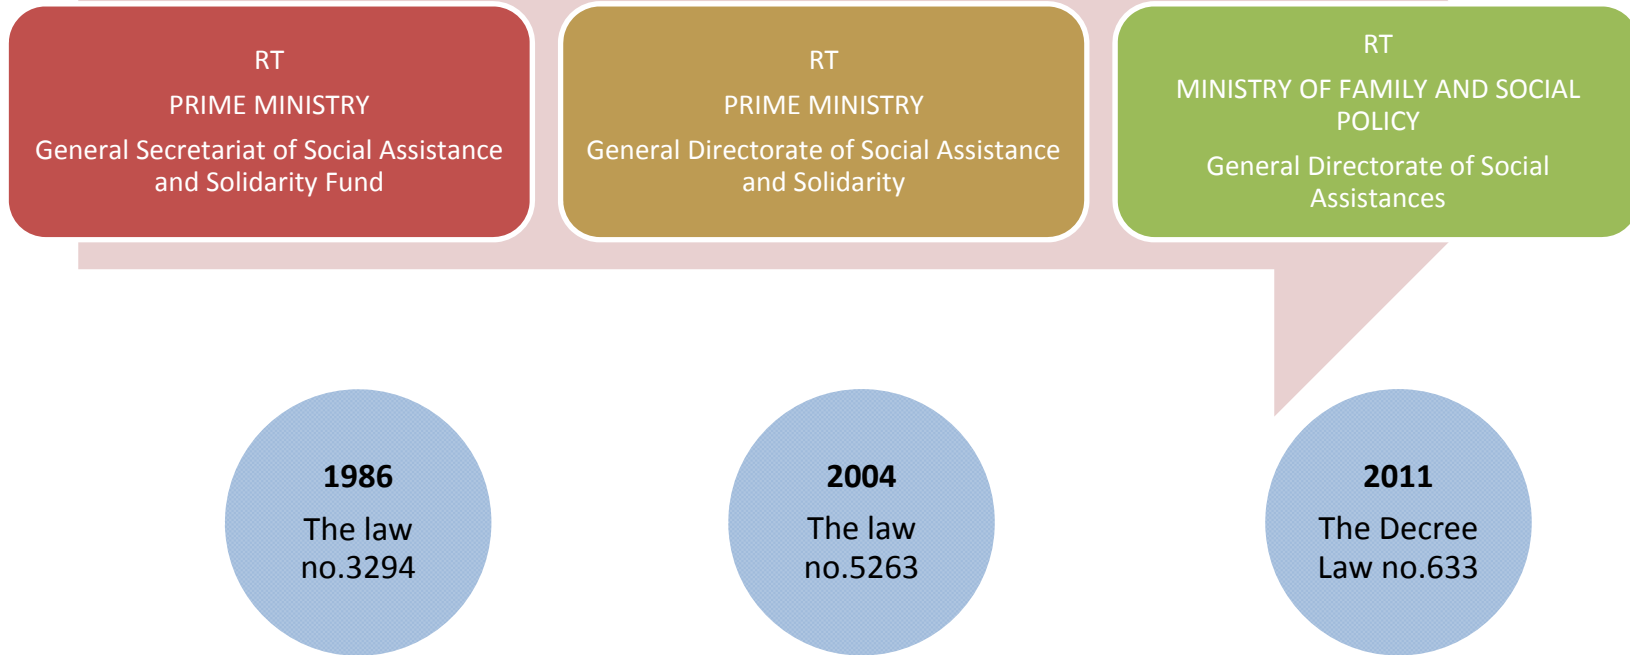 RT
PRIME MINISTRY
General Secretariat of Social Assistance
and Solidarity Fund
RT
PRIME MINISTRY
General Directorate of Social Assistance
and Solidarity
RT
MINISTRY OF FAMILY AND SOCIAL
POLICY
General Directorate of Social
Assistances
1986
The law
no.3294
2004
The law
no.5263
2011
The Decree
Law no.633